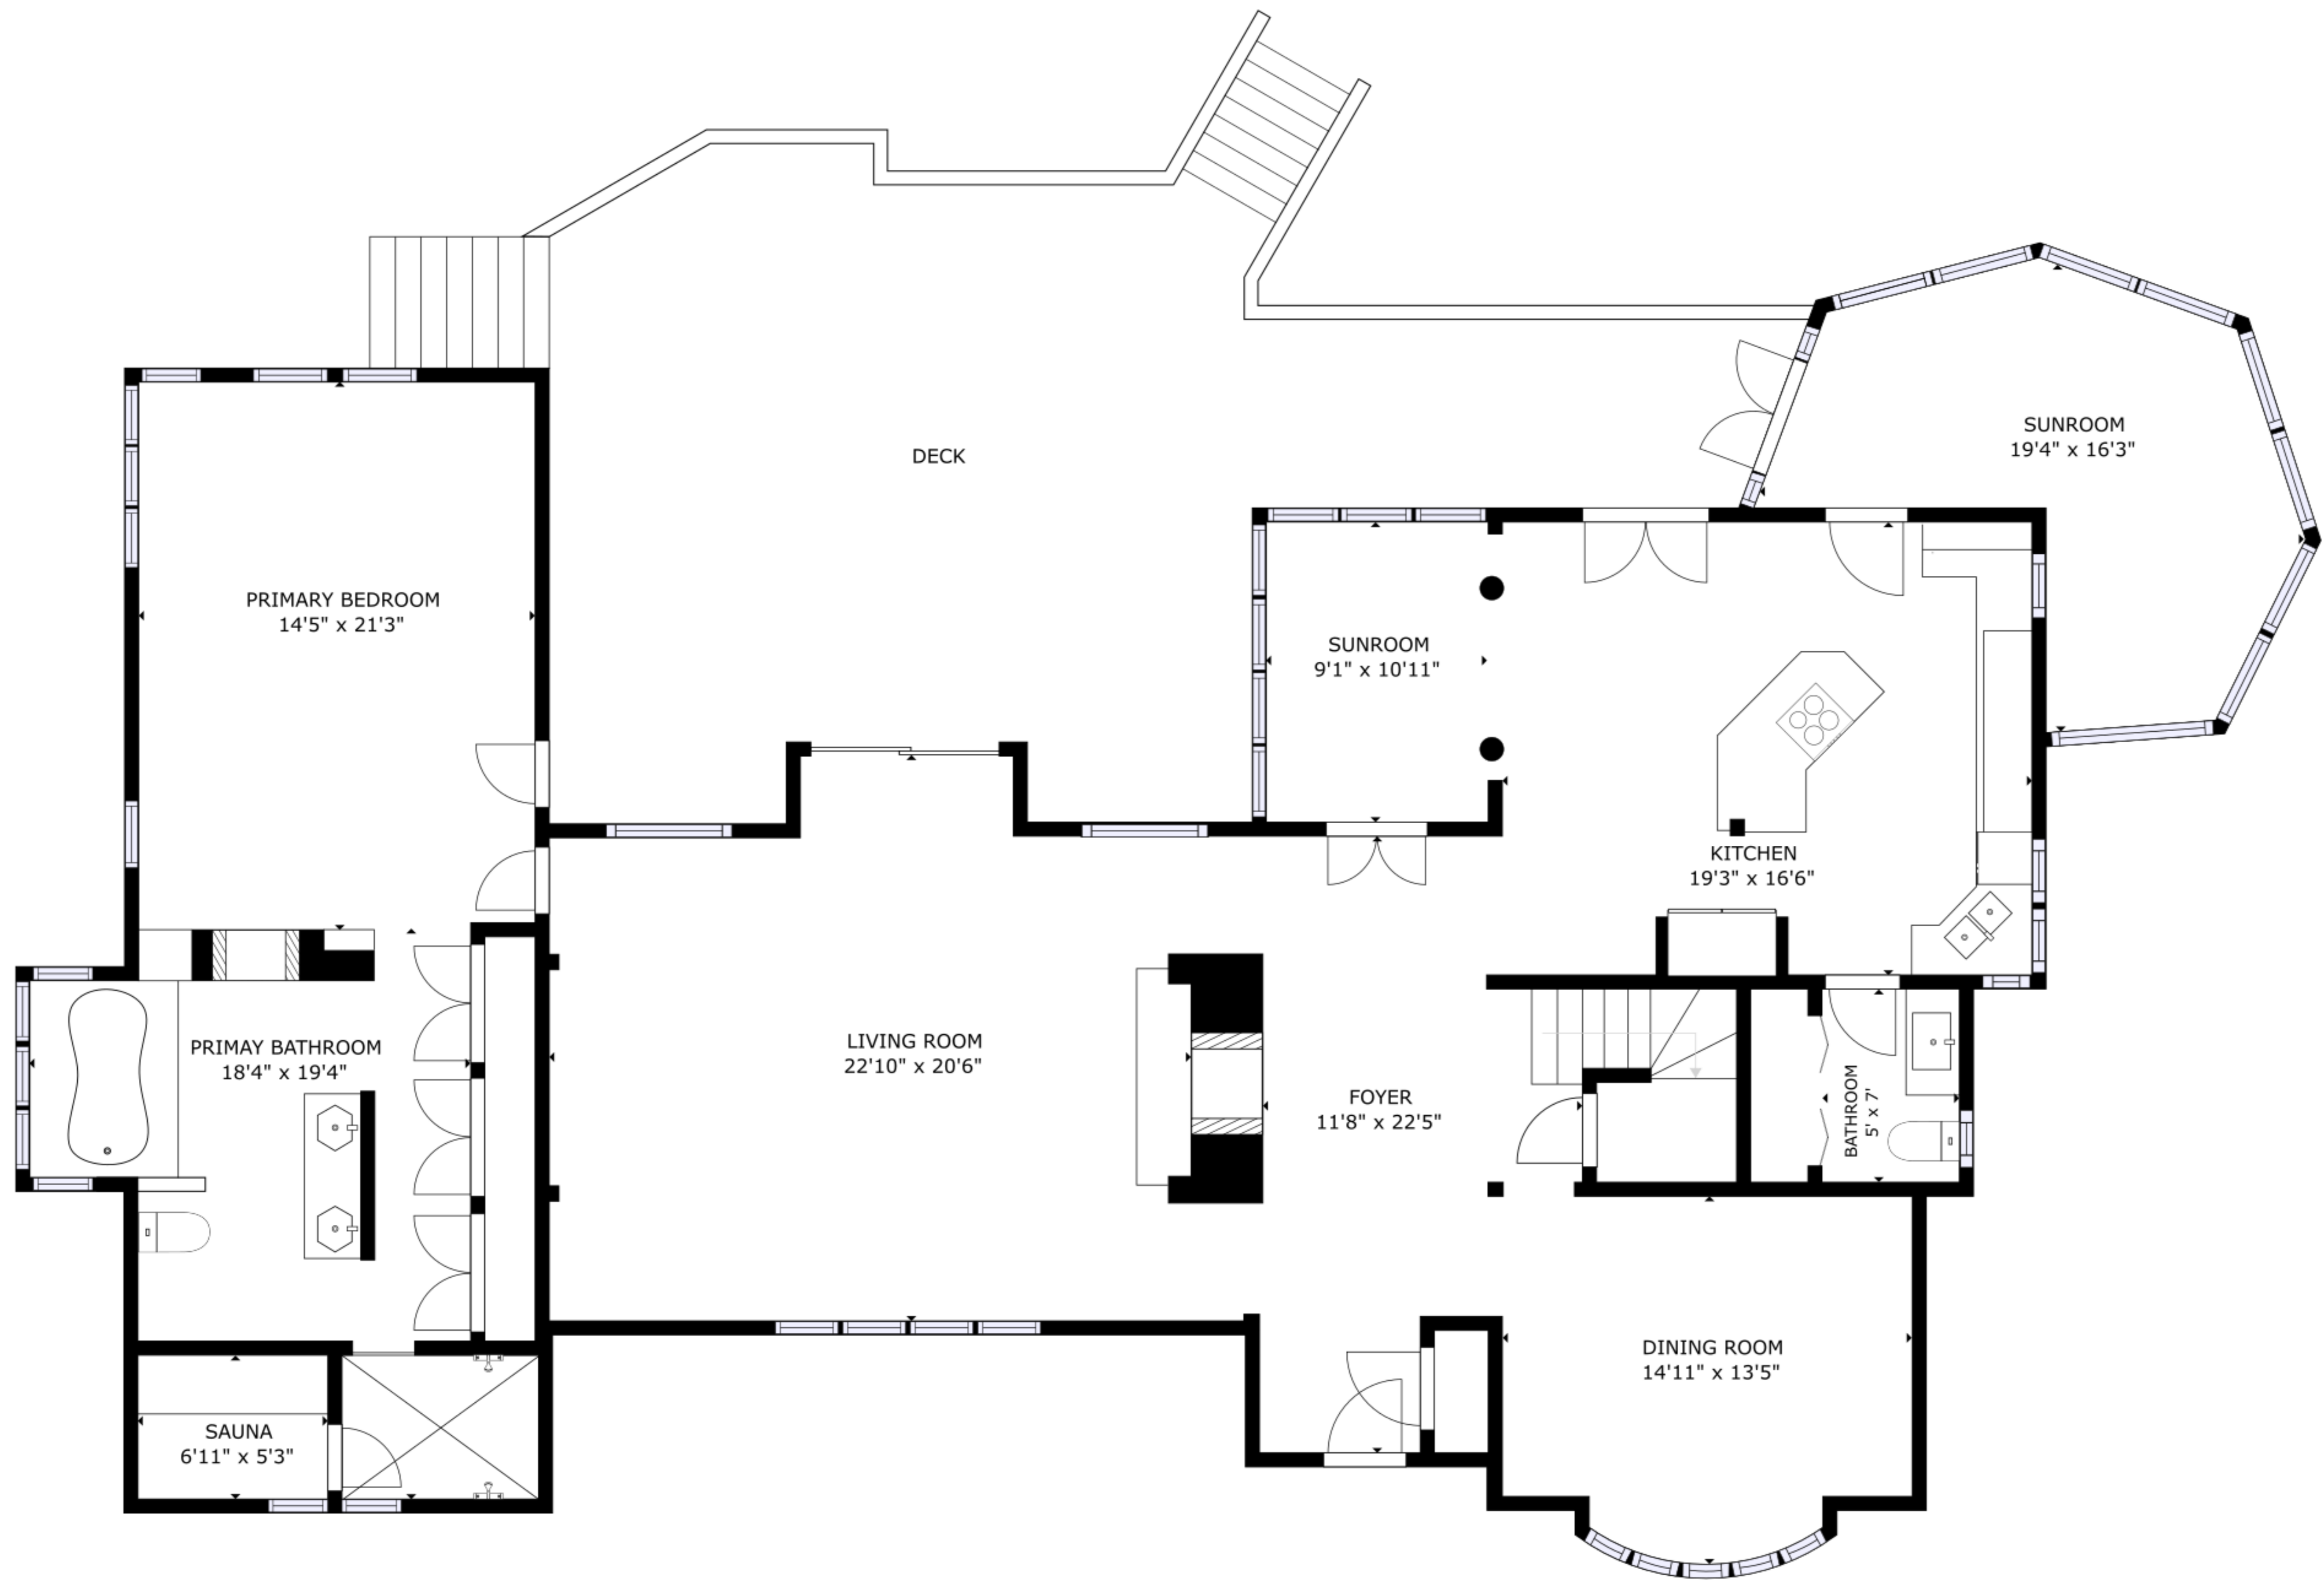 DECK
SUNROOM
19'4" x 16'3"
PRIMARY BEDROOM
14'5" x 21'3"
SUNROOM
9'1" x 10'11"
KITCHEN
19'3" x 16'6"
PRIMAY BATHROOM
18'4" x 19'4"
LIVING ROOM
22'10" x 20'6"
FOYER
11'8" x 22'5"
BATHROOM
5' x 7'
DINING ROOM
14'11" x 13'5"
SAUNA
6'11" x 5'3"